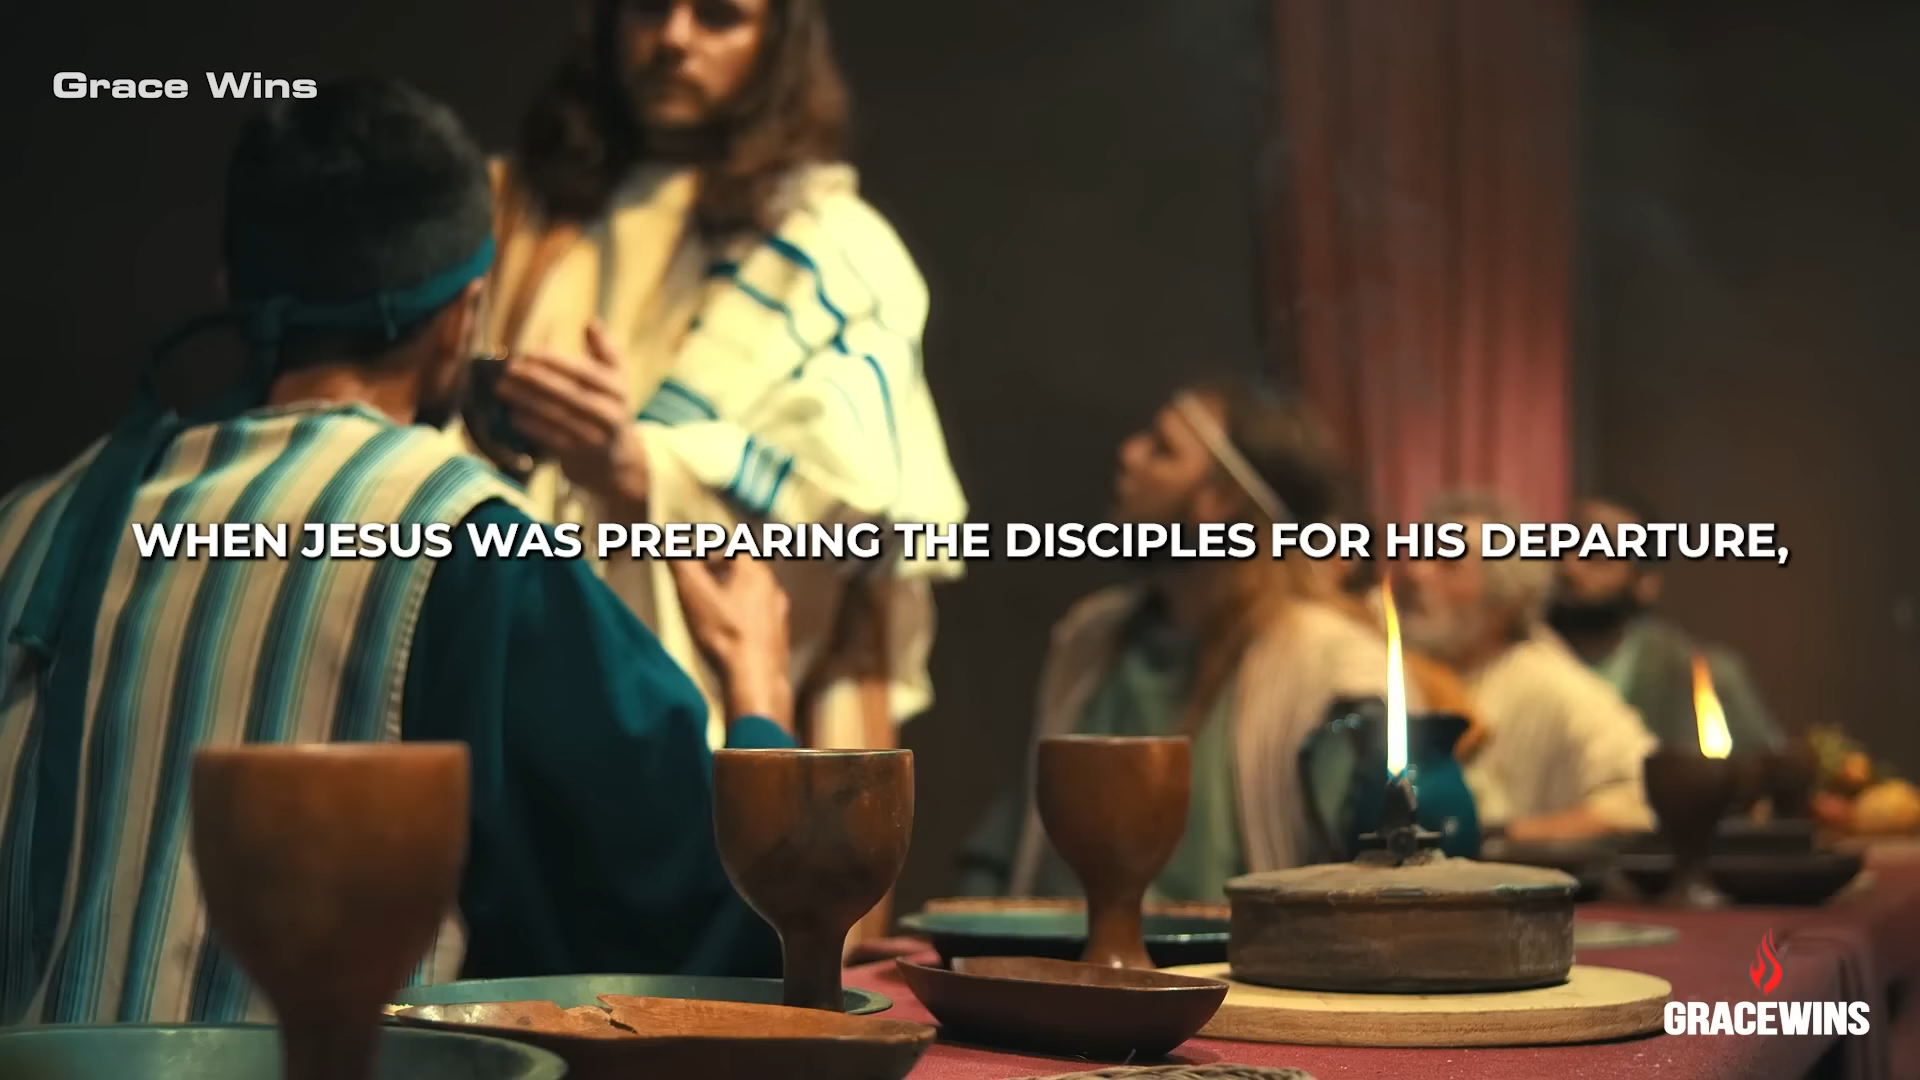 Grace Wins
WHEN JESUS WAS PREPARING THE DISCIPLES FOR HIS DEPARTURE,
GRACEWINS